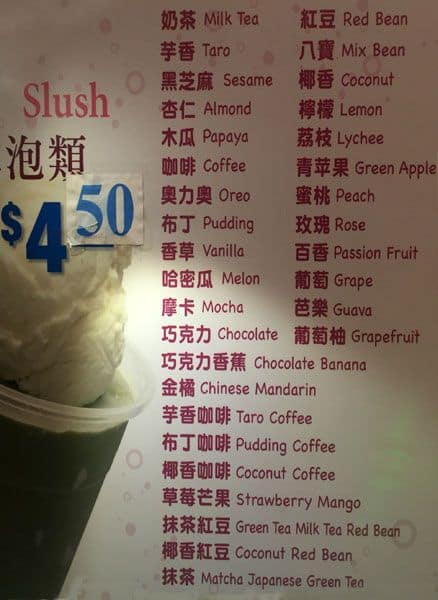 Slush
泡類
$4 50
奶茶 Milk Tea
芋香 Taro
黑芝麻 Sesame
杏仁 Almond
木瓜 Papaya
咖啡 Coffee
奧力奧 Oreo
布丁 Pudding
香草 Vanilla
哈密瓜 Melon
摩卡 Mocha
巧克力 Chocolate
巧克力香蕉 Chocolate Banana
金橘 Chinese Mandarin
芋香咖啡 Taro Coffee
布丁咖啡 Pudding Coffee
椰香咖啡 Coconut Coffee
草莓芒果 Strawberry Mango
抹茶紅豆 Green Tea Milk Tea Red Bean
椰香紅豆 Coconut Red Bean
抹茶 Matcha Japanese Green Tea
紅豆 Red Bean
八寶 Mix Bean
椰香 Coconut
檸檬 Lemon
荔枝 Lychee
青苹果 Green Apple
蜜桃 Peach
玫瑰 Rose
百香 Passion Fruit
葡萄 Grape
芭樂 Guava
葡萄柚 Grapefruit